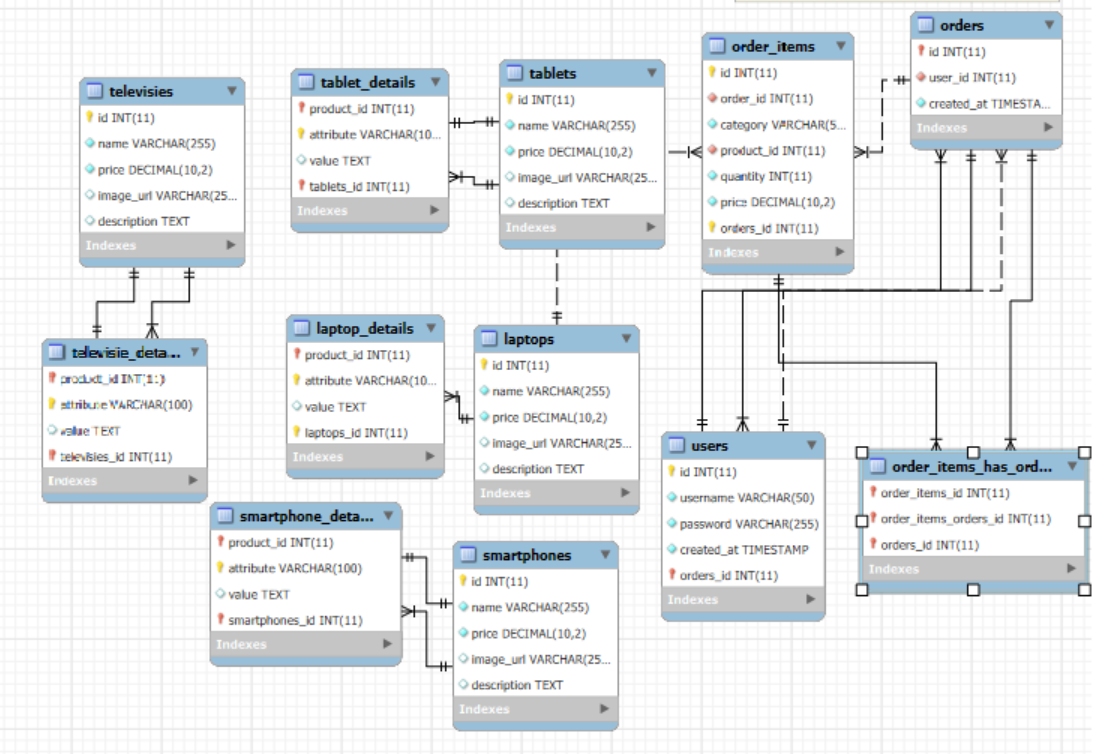 televisies
id INT(11)
name VARCHAR(255)
price DECIMAL(10,2)
image_url VARCHAR(25...
description TEXT
Indexes
tablet_details
product_id INT(11)
attribute VARCHAR(10...
value TEXT
tablets_id INT(11)
Indexes
tablets
id INT(11)
name VARCHAR(255)
price DECIMAL(10,2)
image_url VARCHAR(25...
description TEXT
Indexes
order_items
id INT(11)
order_id INT(11)
category VARCHAR(5...
product_id INT(11)
quantity INT(11)
price DECIMAL(10,2)
orders_id INT(11)
Indexes
orders
id INT(11)
user_id INT(11)
created_at TIMESTA...
Indexes
televisie_deta...
product_id INT(11)
attribute VARCHAR(100)
value TEXT
televisies_id INT(11)
Indexes
laptop_details
product_id INT(11)
attribute VARCHAR(10...
value TEXT
laptops_id INT(11)
Indexes
laptops
id INT(11)
name VARCHAR(255)
price DECIMAL(10,2)
image_url VARCHAR(25...
description TEXT
Indexes
users
id INT(11)
username VARCHAR(50)
password VARCHAR(255)
created_at TIMESTAMP
orders_id INT(11)
Indexes
order_items_has_ord...
order_items_id INT(11)
order_items_orders_id INT(11)
orders_id INT(11)
Indexes
smartphone_deta...
product_id INT(11)
attribute VARCHAR(100)
value TEXT
smartphones_id INT(11)
Indexes
smartphones
id INT(11)
name VARCHAR(255)
price DECIMAL(10,2)
image_url VARCHAR(25...
description TEXT
Indexes